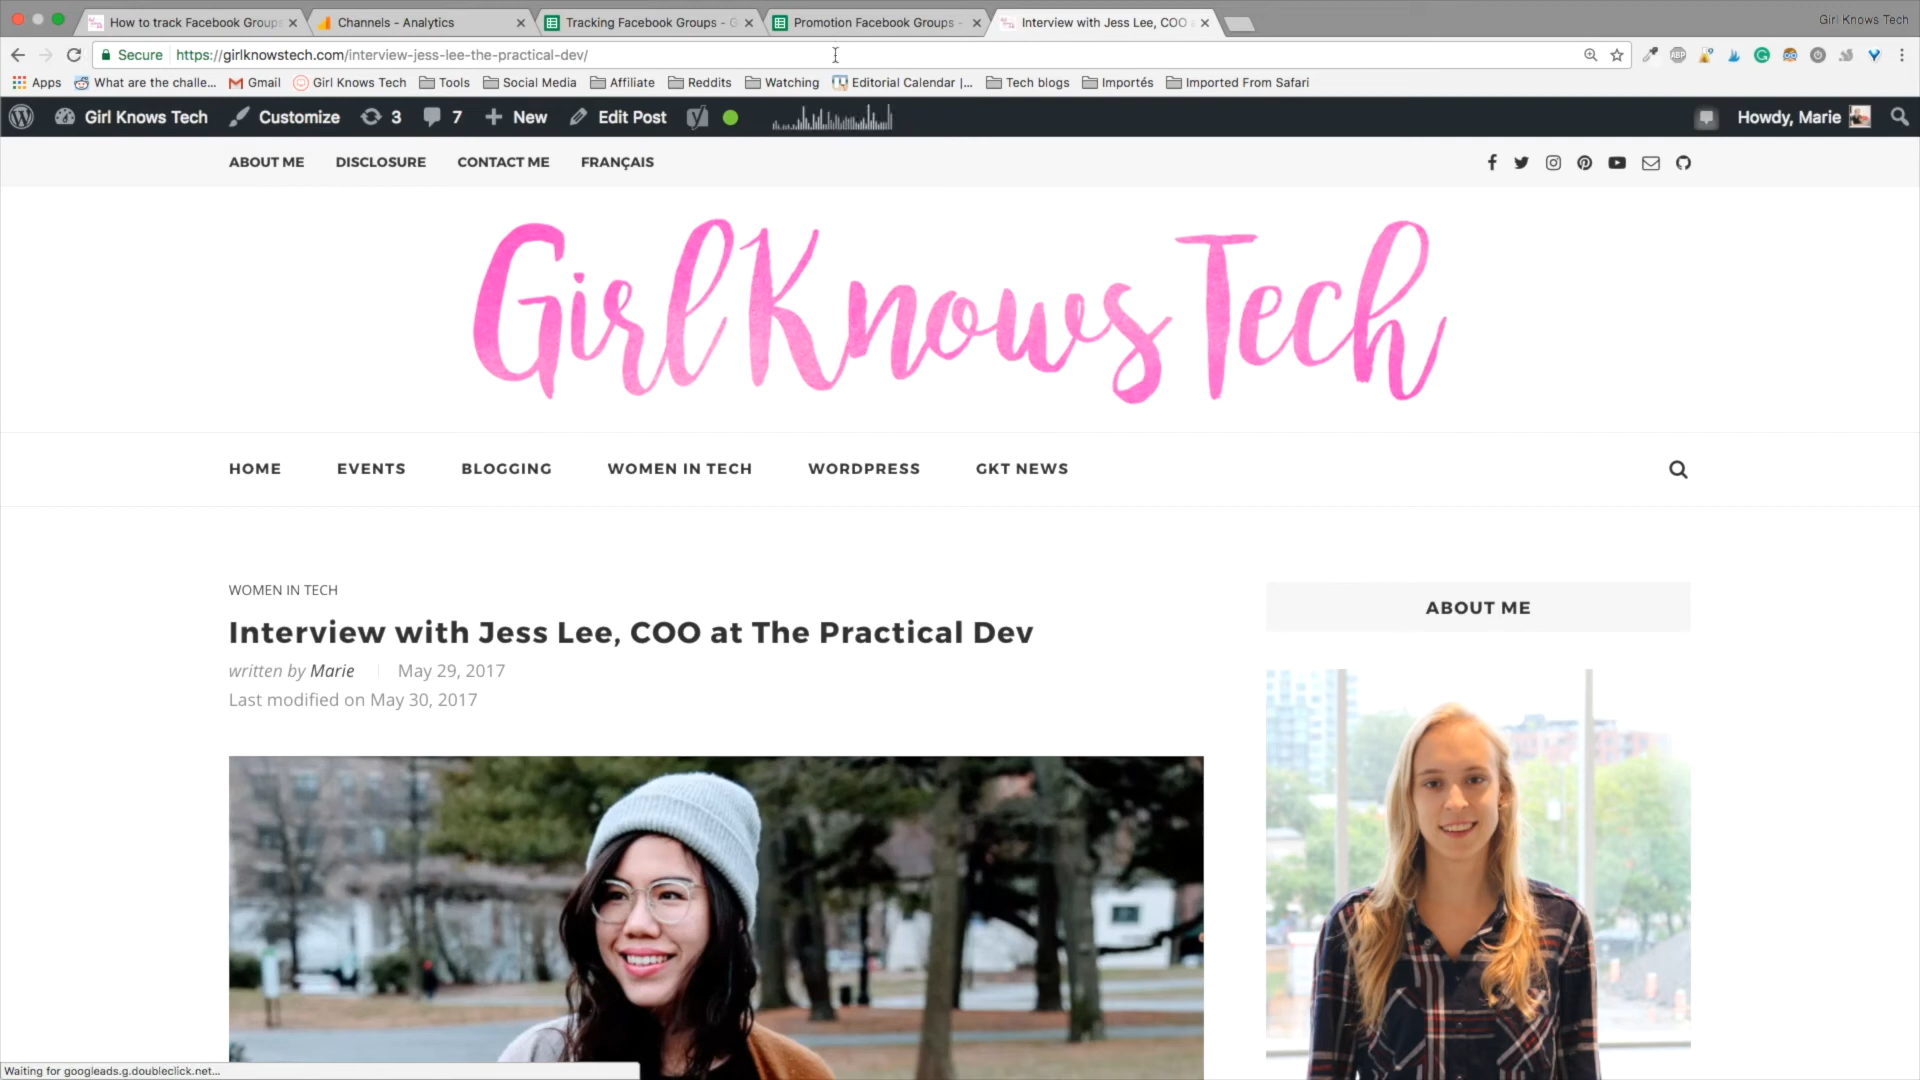 How to track Facebook Groups
Channels - Analytics
Tracking Facebook Groups - G
Promotion Facebook Groups -
Interview with Jess Lee, COO a
Girl Knows Tech
Secure
https://girlknowstech.com/interview-jess-lee-the-practical-dev/
Apps
What are the challe...
Gmail
Girl Knows Tech
Tools
Social Media
Affiliate
Reddits
Watching
Editorial Calendar |...
Tech blogs
Importés
Imported From Safari
Girl Knows Tech
Customize
3
7
New
Edit Post
Howdy, Marie
ABOUT ME
DISCLOSURE
CONTACT ME
FRANÇAIS
Girl Knows Tech
HOME
EVENTS
BLOGGING
WOMEN IN TECH
WORDPRESS
GKT NEWS
WOMEN IN TECH
Interview with Jess Lee, COO at The Practical Dev
written by Marie
May 29, 2017
Last modified on May 30, 2017
ABOUT ME
Waiting for googleads.g.doubleclick.net...